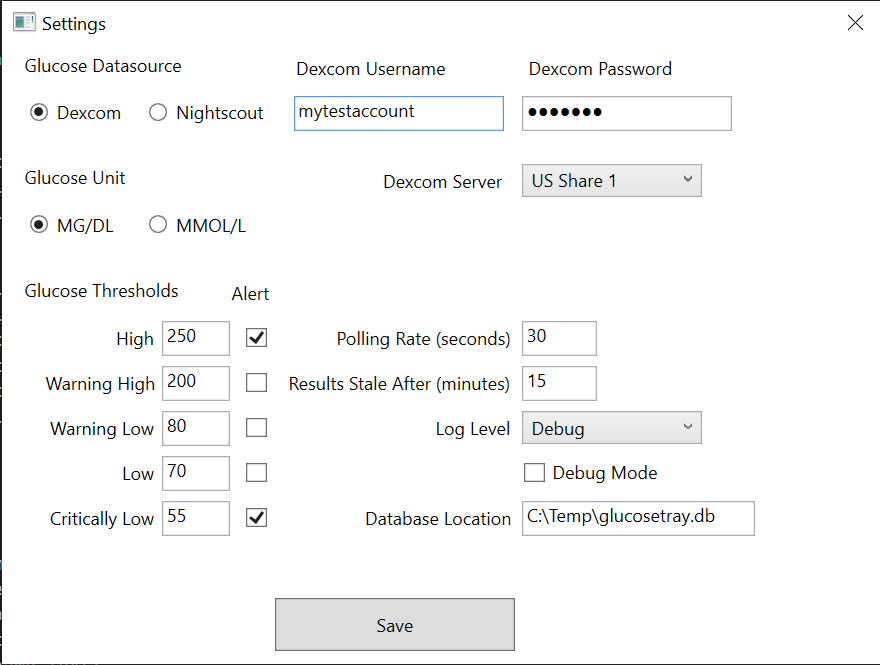 Settings
Glucose Datasource
Dexcom Username
Dexcom Password
Dexcom
Nightscout
mytestaccount
●●●●●●●
Glucose Unit
Dexcom Server
US Share 1
MG/DL
MMOL/L
Glucose Thresholds
Alert
High 250
Polling Rate (seconds) 30
Warning High 200
Results Stale After (minutes) 15
Warning Low 80
Log Level Debug
Low 70
Debug Mode
Critically Low 55
Database Location C:\Temp\glucosetray.db
Save